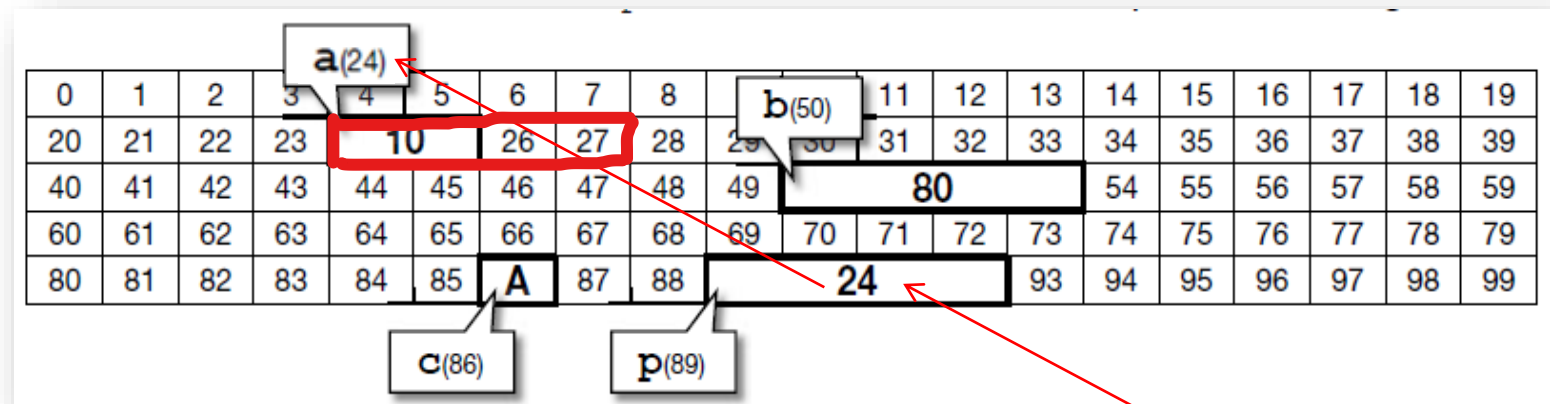 a(24)
0 1 2 3 4 5 6 7 8 b(50) 11 12 13 14 15 16 17 18 19
20 21 22 23 10 26 27 28 29 30 31 32 33 34 35 36 37 38 39
40 41 42 43 44 45 46 47 48 49 80 54 55 56 57 58 59
60 61 62 63 64 65 66 67 68 69 70 71 72 73 74 75 76 77 78 79
80 81 82 83 84 85 A 87 88 24 93 94 95 96 97 98 99
c(86) p(89)